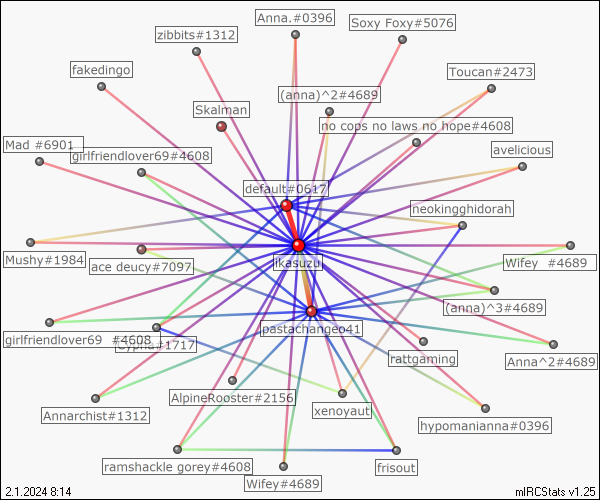 Anna.#0396
Soxy Foxy#5076
zibbits#1312
fakedingo
Toucan#2473
(anna)^2#4689
Skalman
no cops no laws no hope#4608
Mad #6901
girlfriendlover69#4608
avelicious
default#0617
neokingghidorah
Mushy#1984
ace deucy#7097
ikasuzu
Wifey  #4689
(anna)^3#4689
pastachangeo41
girlfriendlover69  #4608
#1717
rattgaming
Anna^2#4689
AlpineRooster#2156
Annarchist#1312
xenoyaut
hypomanianna#0396
ramshackle gorey#4608
frisout
Wifey#4689
2.1.2024 8:14
mIRCStats v1.25